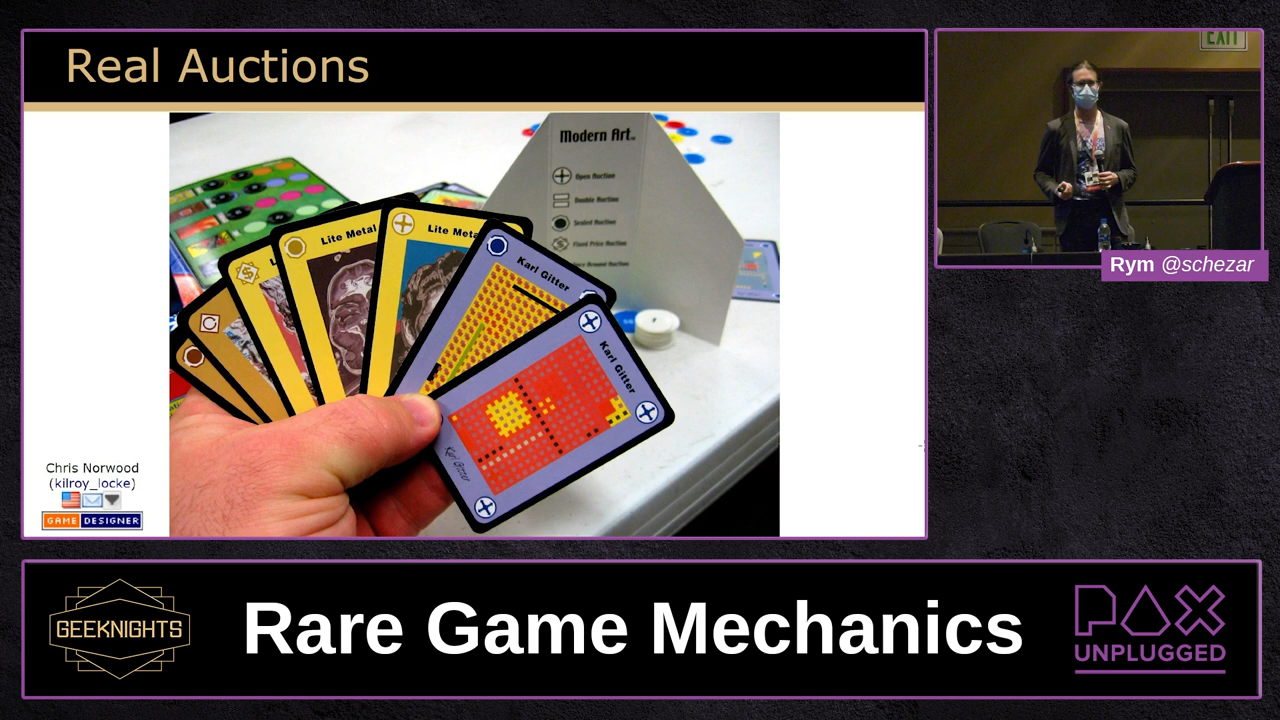 Real Auctions
EXIT
Modern Art
Open Auction
Double Auction
Sealed Auction
Fixed Price Auction
Lite Metal
Lite Meta
Karl Gitter
Karl Gitter
Karl Gitter
Chris Norwood
(kilroy_locke)
GAME DESIGNER
Rym @schezar
GEEKNIGHTS
Rare Game Mechanics
PAX
UNPLUGGED